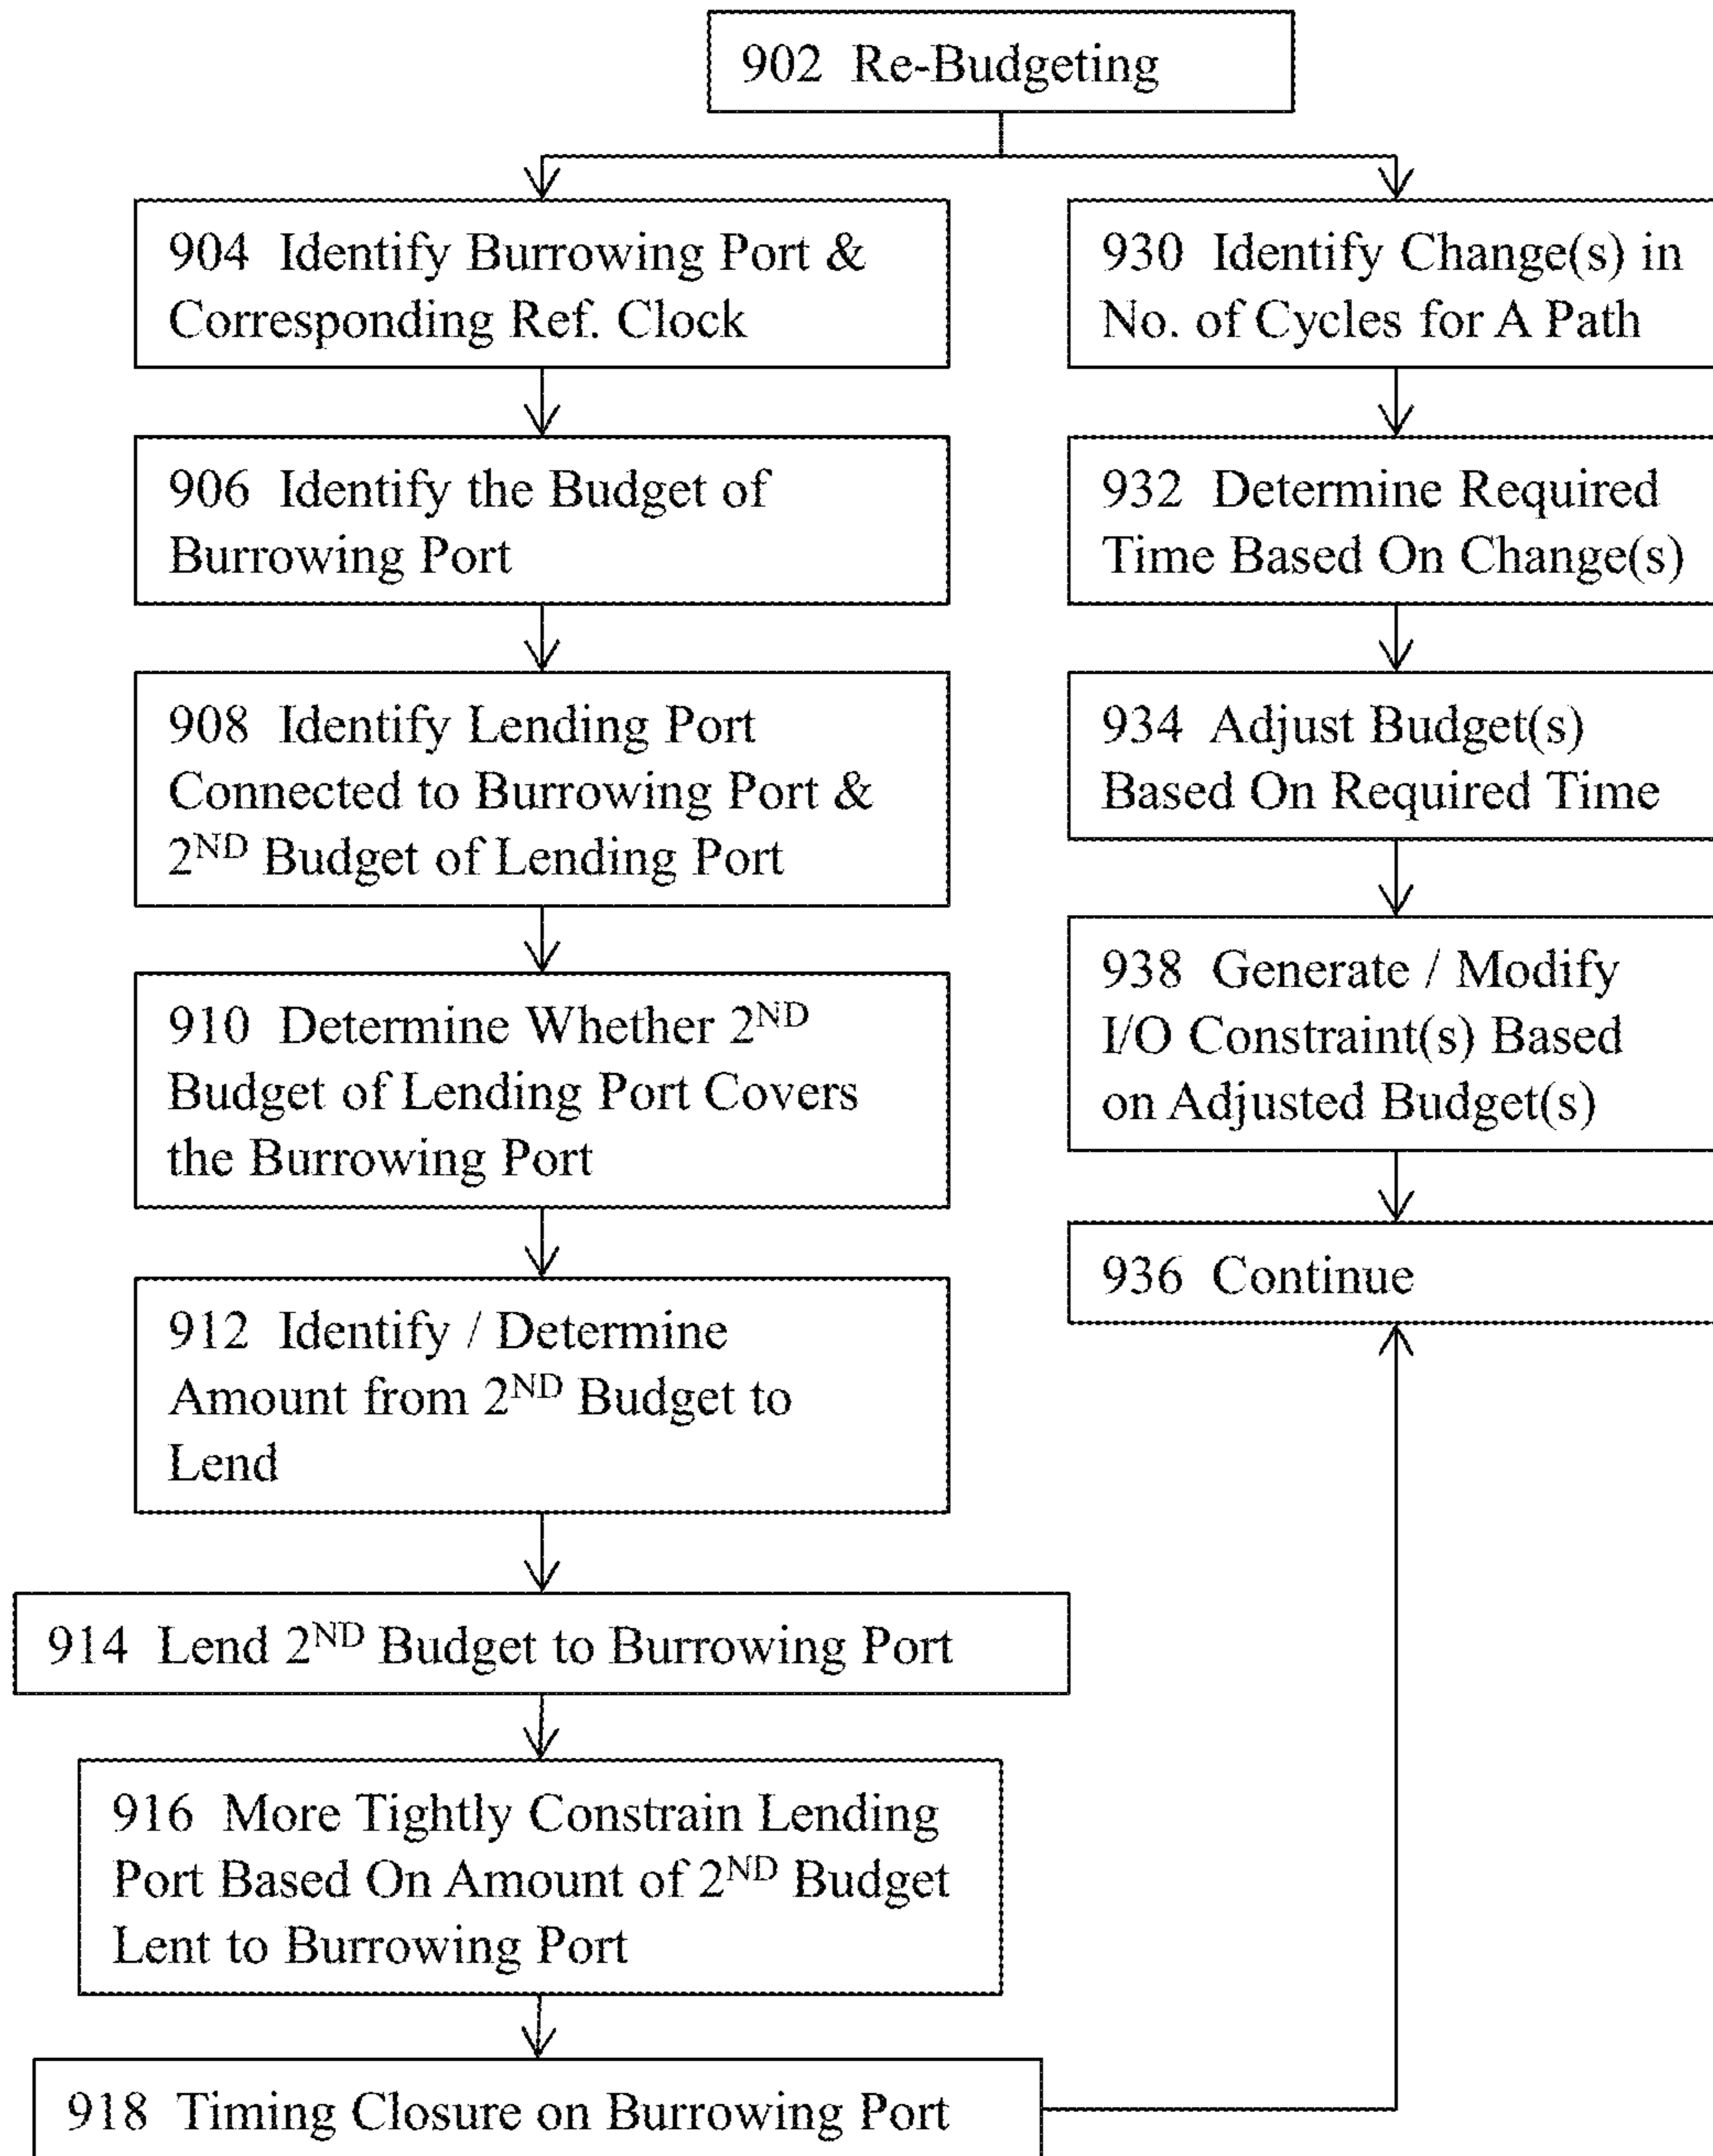 902 Re-Budgeting
904 Identify Burrowing Port &
Corresponding Ref. Clock
906 Identify the Budget of
Burrowing Port
908 Identify Lending Port
Connected to Burrowing Port &
2ND Budget of Lending Port
910 Determine Whether 2ND
Budget of Lending Port Covers
the Burrowing Port
912 Identify / Determine
Amount from 2ND Budget to
Lend
914 Lend 2ND Budget to Burrowing Port
916 More Tightly Constrain Lending
Port Based On Amount of 2ND Budget
Lent to Burrowing Port
918 Timing Closure on Burrowing Port
930 Identify Change(s) in
No. of Cycles for A Path
932 Determine Required
Time Based On Change(s)
934 Adjust Budget(s)
Based On Required Time
938 Generate / Modify
I/O Constraint(s) Based
on Adjusted Budget(s)
936 Continue